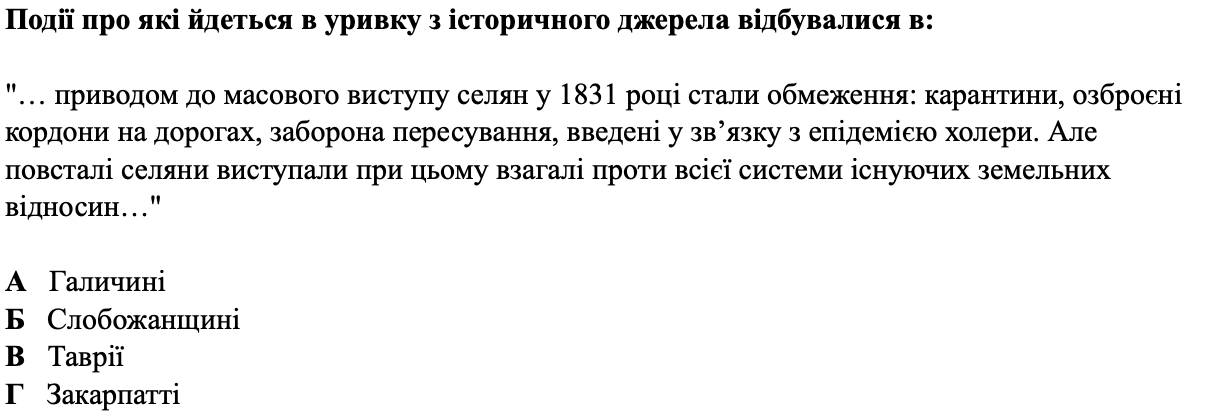 Події про які йдеться в уривку з історичного джерела відбувалися в:
"… приводом до масового виступу селян у 1831 році стали обмеження: карантини, озброєні
кордони на дорогах, заборона пересування, введені у зв’язку з епідемією холери. Але
повсталі селяни виступали при цьому взагалі проти всієї системи існуючих земельних
відносин…"
А Галичині
Б Слобожанщині
В Таврії
Г Закарпатті